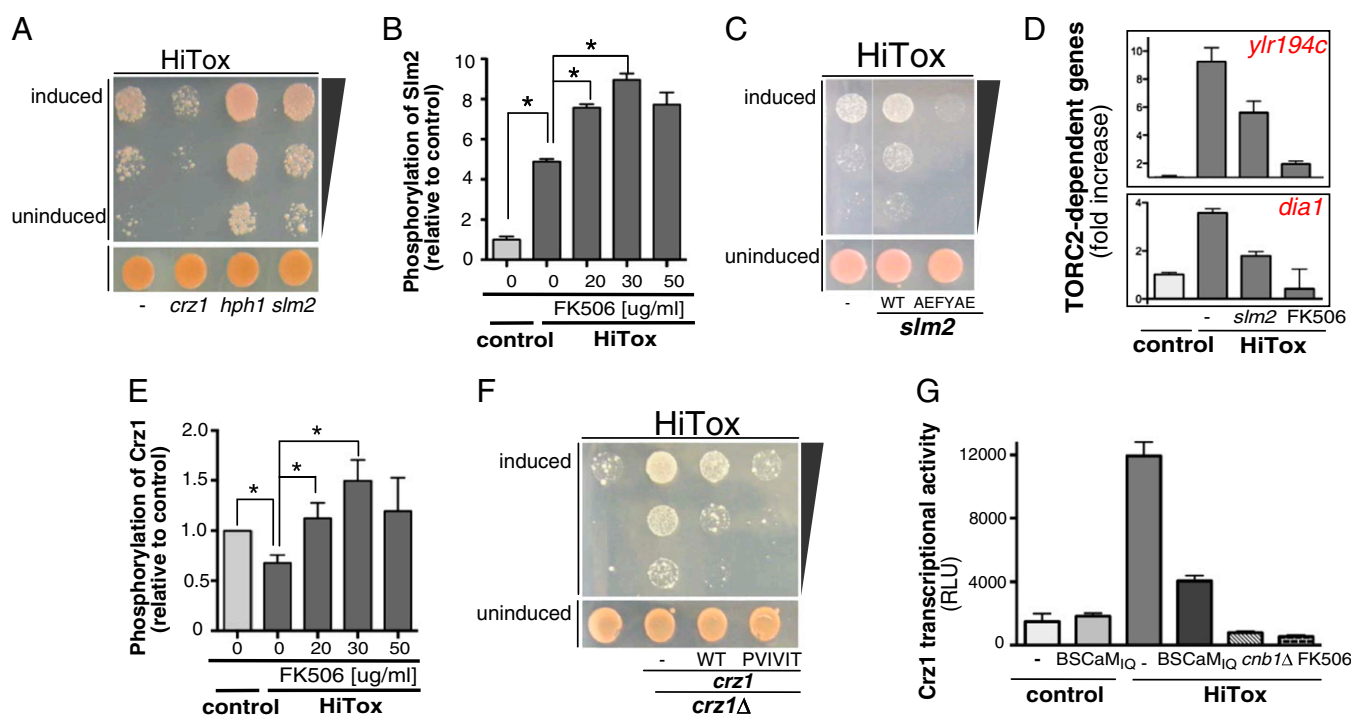 A
HiTox
induced
uninduced
- crz1 hph1 slm2
B
Phosphorylation of Slm2
(relative to control)
10
8
6
4
2
0
* * *
0 0 20 30 50
FK506 [ug/ml]
control HiTox
C
HiTox
induced
uninduced
- WT AEFYAE
slm2
D
TORC2-dependent genes
(fold increase)
ylr194c
10
8
6
4
2
dia1
4
2
0
- slm2 FK506
control HiTox
E
Phosphorylation of Crz1
(relative to control)
2.0
1.5
1.0
0.5
0
* * *
0 0 20 30 50
FK506 [ug/ml]
control HiTox
F
HiTox
induced
uninduced
- WT PVIVIT
crz1
crz1Δ
G
Crz1 transcriptional activity
(RLU)
12000
8000
4000
0
- BSCaMIQ - BSCaMIQ cnb1Δ FK506
control HiTox